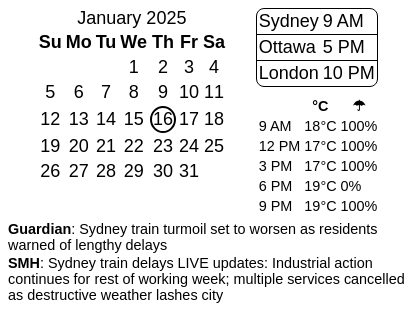 January 2025
Su Mo Tu We Th Fr Sa
1 2 3 4
5 6 7 8 9 10 11
12 13 14 15 16 17 18
19 20 21 22 23 24 25
26 27 28 29 30 31
Sydney 9 AM
Ottawa 5 PM
London 10 PM
°C ☂
9 AM 18°C 100%
12 PM 17°C 100%
3 PM 17°C 100%
6 PM 19°C 0%
9 PM 19°C 100%
Guardian: Sydney train turmoil set to worsen as residents
warned of lengthy delays
SMH: Sydney train delays LIVE updates: Industrial action
continues for rest of working week; multiple services cancelled
as destructive weather lashes city